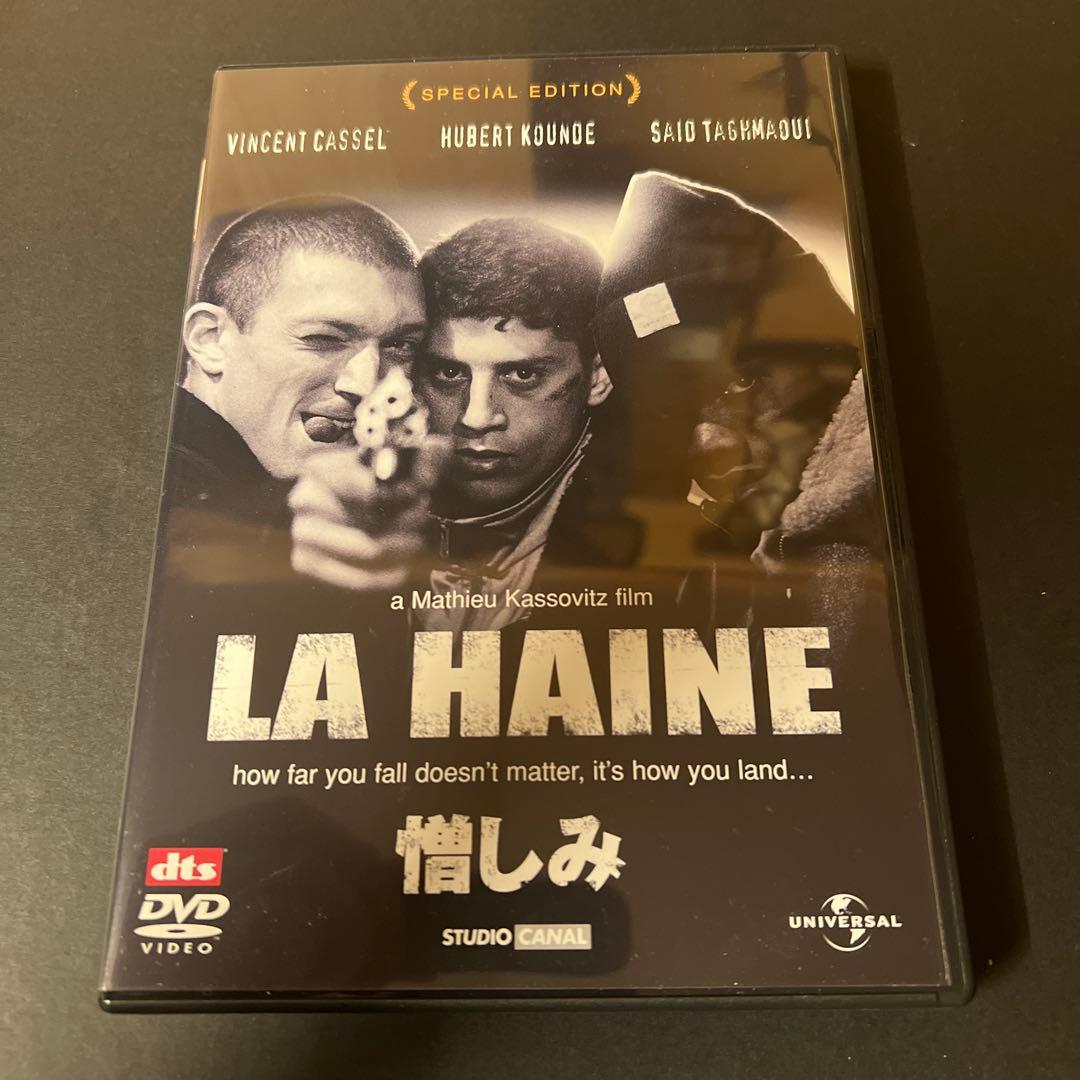 SPECIAL EDITION
VINCENT CASSEL HUBERT KOUNDE SAID TAGHMAOUI
a Mathieu Kassovitz film
LA HAINE
how far you fall doesn't matter, it's how you land...
憎しみ
dts
DVD
VIDEO
STUDIO CANAL
UNIVERSAL